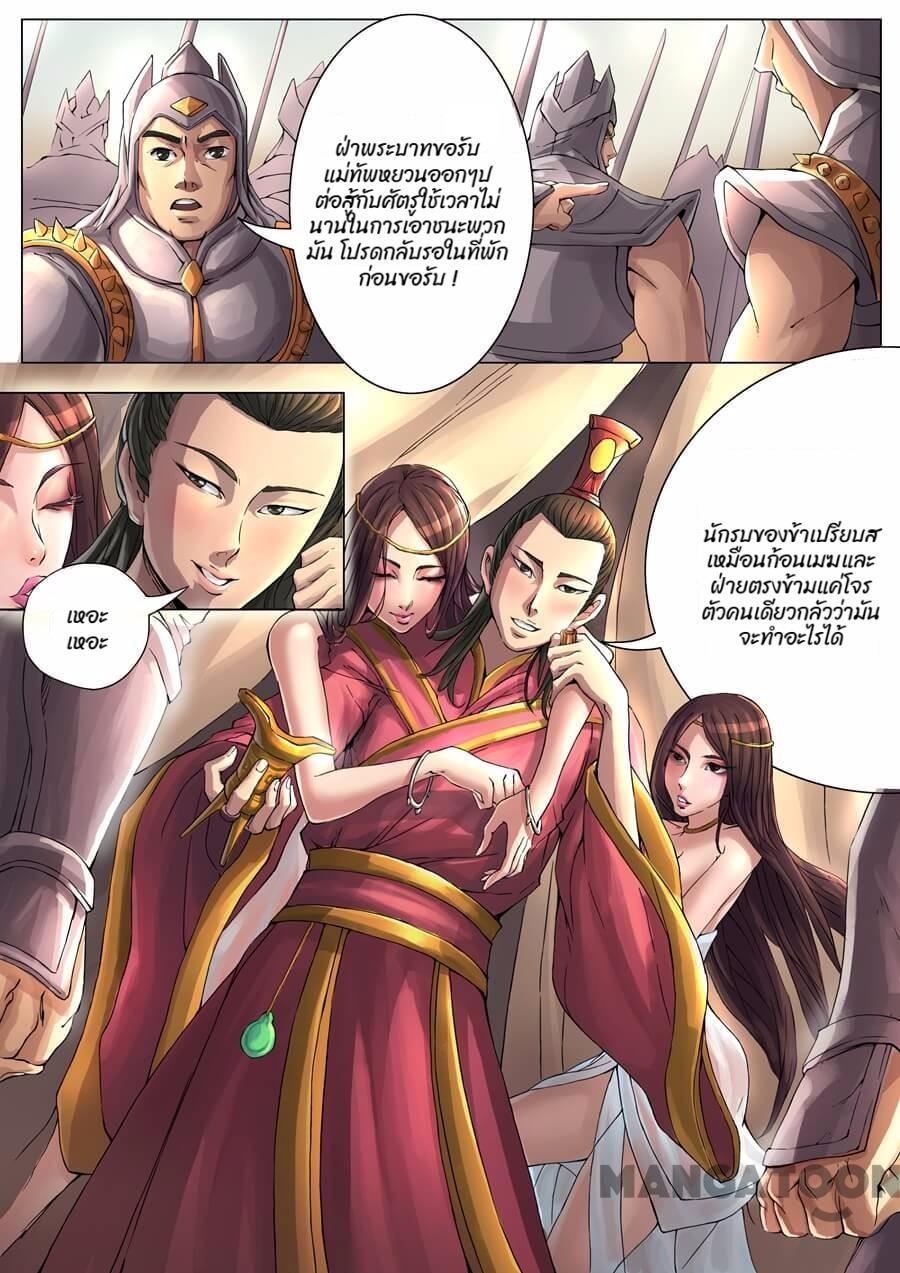 ฝ่าพระบาทขอรับ
แม่ทัพหยวนออกๆป
ต่อสู้กับศัตรูใช้เวลาไม่
นานในการเอาชนะพวก
มัน โปรดกลับรอในที่พัก
ก่อนขอรับ !
เหอะ
เหอะ
นักรบของข้าเปรียบส
เหมือนก้อนเมฆและ
ฝ่ายตรงข้ามแค่โจร
ตัวคนเดียวกลัวว่ามัน
จะทำอะไรได้
MANGATOON